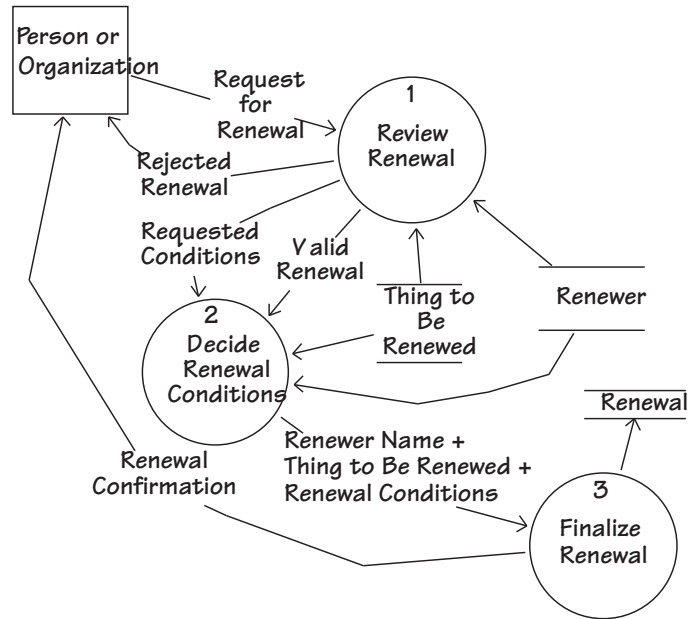 Person or
Organization
Request
for
Renewal
1
Review
Renewal
Rejected
Renewal
Requested
Conditions
Valid
Renewal
Thing to
Be
Renewed
Renewer
2
Decide
Renewal
Conditions
Renewal
Renewer Name +
Thing to Be Renewed +
Renewal Conditions
Renewal
Confirmation
3
Finalize
Renewal